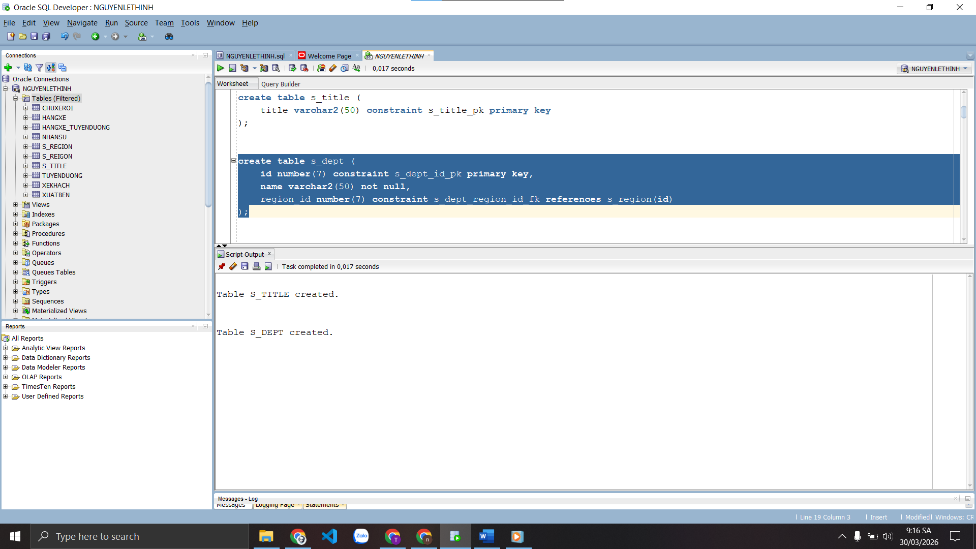 Oracle SQL Developer : NGUYENLETHINH
File Edit View Navigate Run Source Team Tools Window Help
Connections
Oracle Connections
NGUYENLETHINH
Tables (Filtered)
CHUXEROI
HANGXE
HANGXE_TUYENDUONG
NHANSU
S_REGION
S_REIGON
S_TITLE
TUYENDUONG
XEKHACH
XUATBEN
Views
Indexes
Packages
Procedures
Functions
Operators
Queues
Queues Tables
Triggers
Types
Sequences
Materialized Views
Reports
All Reports
Analytic View Reports
Data Dictionary Reports
Data Modeler Reports
OLAP Reports
TimesTen Reports
User Defined Reports
NGUYENLETHINH.sql Welcome Page NGUYENLETHINH
0,017 seconds NGUYENLETHINH
Worksheet Query Builder
create table s_title (
title varchar2(50) constraint s_title_pk primary key
);
create table s_dept (
id number(7) constraint s_dept_id_pk primary key,
name varchar2(50) not null,
region_id number(7) constraint s_dept_region_id_fk references s_region(id)
);
Script Output
Task completed in 0,017 seconds
Table S_TITLE created.
Table S_DEPT created.
Messages - Log
Messages Logging Page Statements
Line 19 Column 3 Insert Modified Windows: CR
Type here to search
9:16 SA
30/03/2026